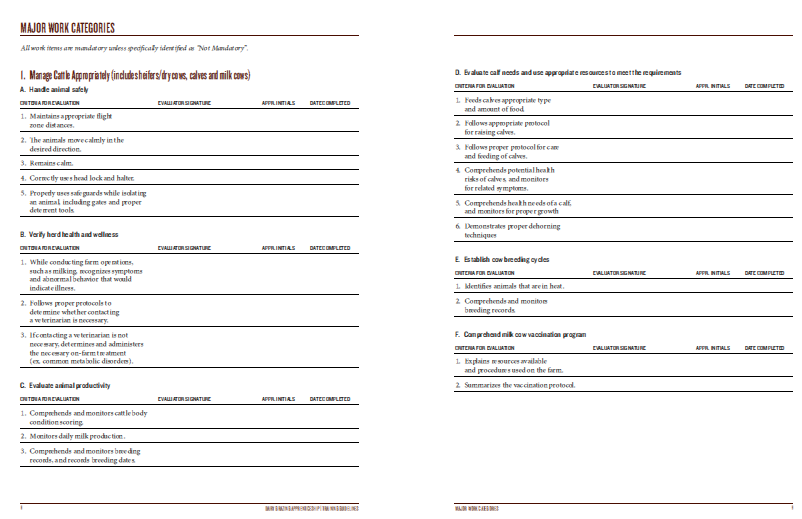 MAJOR WORK CATEGORIES
All work items are mandatory unless specifically identified as "Not Mandatory".
I. Manage Cattle Appropriately (includes heifers/dry cows, calves and milk cows)
A. Handle animal safely
CRITERIA FOR EVALUATION EVALUATOR SIGNATURE APPR. INITIALS DATE COMPLETED
1. Maintains appropriate flight
zone distances.
2. The animals move calmly in the
desired direction.
3. Remains calm.
4. Correctly uses head lock and halter.
5. Properly uses safeguards while isolating
an animal, including gates and proper
deterrent tools.
B. Verify herd health and wellness
CRITERIA FOR EVALUATION EVALUATOR SIGNATURE APPR. INITIALS DATE COMPLETED
1. While conducting farm operations,
such as milking, recognizes symptoms
and abnormal behavior that would
indicate illness.
2. Follows proper protocols to
determine whether contacting
a veterinarian is necessary.
3. If contacting a veterinarian is not
necessary, determines and administers
the necessary on-farm treatment
(ex. common metabolic disorders).
C. Evaluate animal productivity
CRITERIA FOR EVALUATION EVALUATOR SIGNATURE APPR. INITIALS DATE COMPLETED
1. Comprehends and monitors cattle body
condition scoring.
2. Monitors daily milk production.
3. Comprehends and monitors breeding
records, and records breeding dates.
DAIRY GRAZING APPRENTICESHIP | TRAINING GUIDELINES
D. Evaluate calf needs and use appropriate resources to meet the requirements
CRITERIA FOR EVALUATION EVALUATOR SIGNATURE APPR. INITIALS DATE COMPLETED
1. Feeds calves appropriate type
and amount of food.
2. Follows appropriate protocol
for raising calves.
3. Follows proper protocol for care
and feeding of calves.
4. Comprehends potential health
risks of calves, and monitors
for related symptoms.
5. Comprehends health needs of a calf,
and monitors for proper growth
6. Demonstrates proper dehorning
techniques
E. Establish cow breeding cycles
CRITERIA FOR EVALUATION EVALUATOR SIGNATURE APPR. INITIALS DATE COMPLETED
1. Identifies animals that are in heat.
2. Comprehends and monitors
breeding records.
F. Comprehend milk cow vaccination program
CRITERIA FOR EVALUATION EVALUATOR SIGNATURE APPR. INITIALS DATE COMPLETED
1. Explains resources available
and procedures used on the farm.
2. Summarizes the vaccination protocol.
MAJOR WORK CATEGORIES